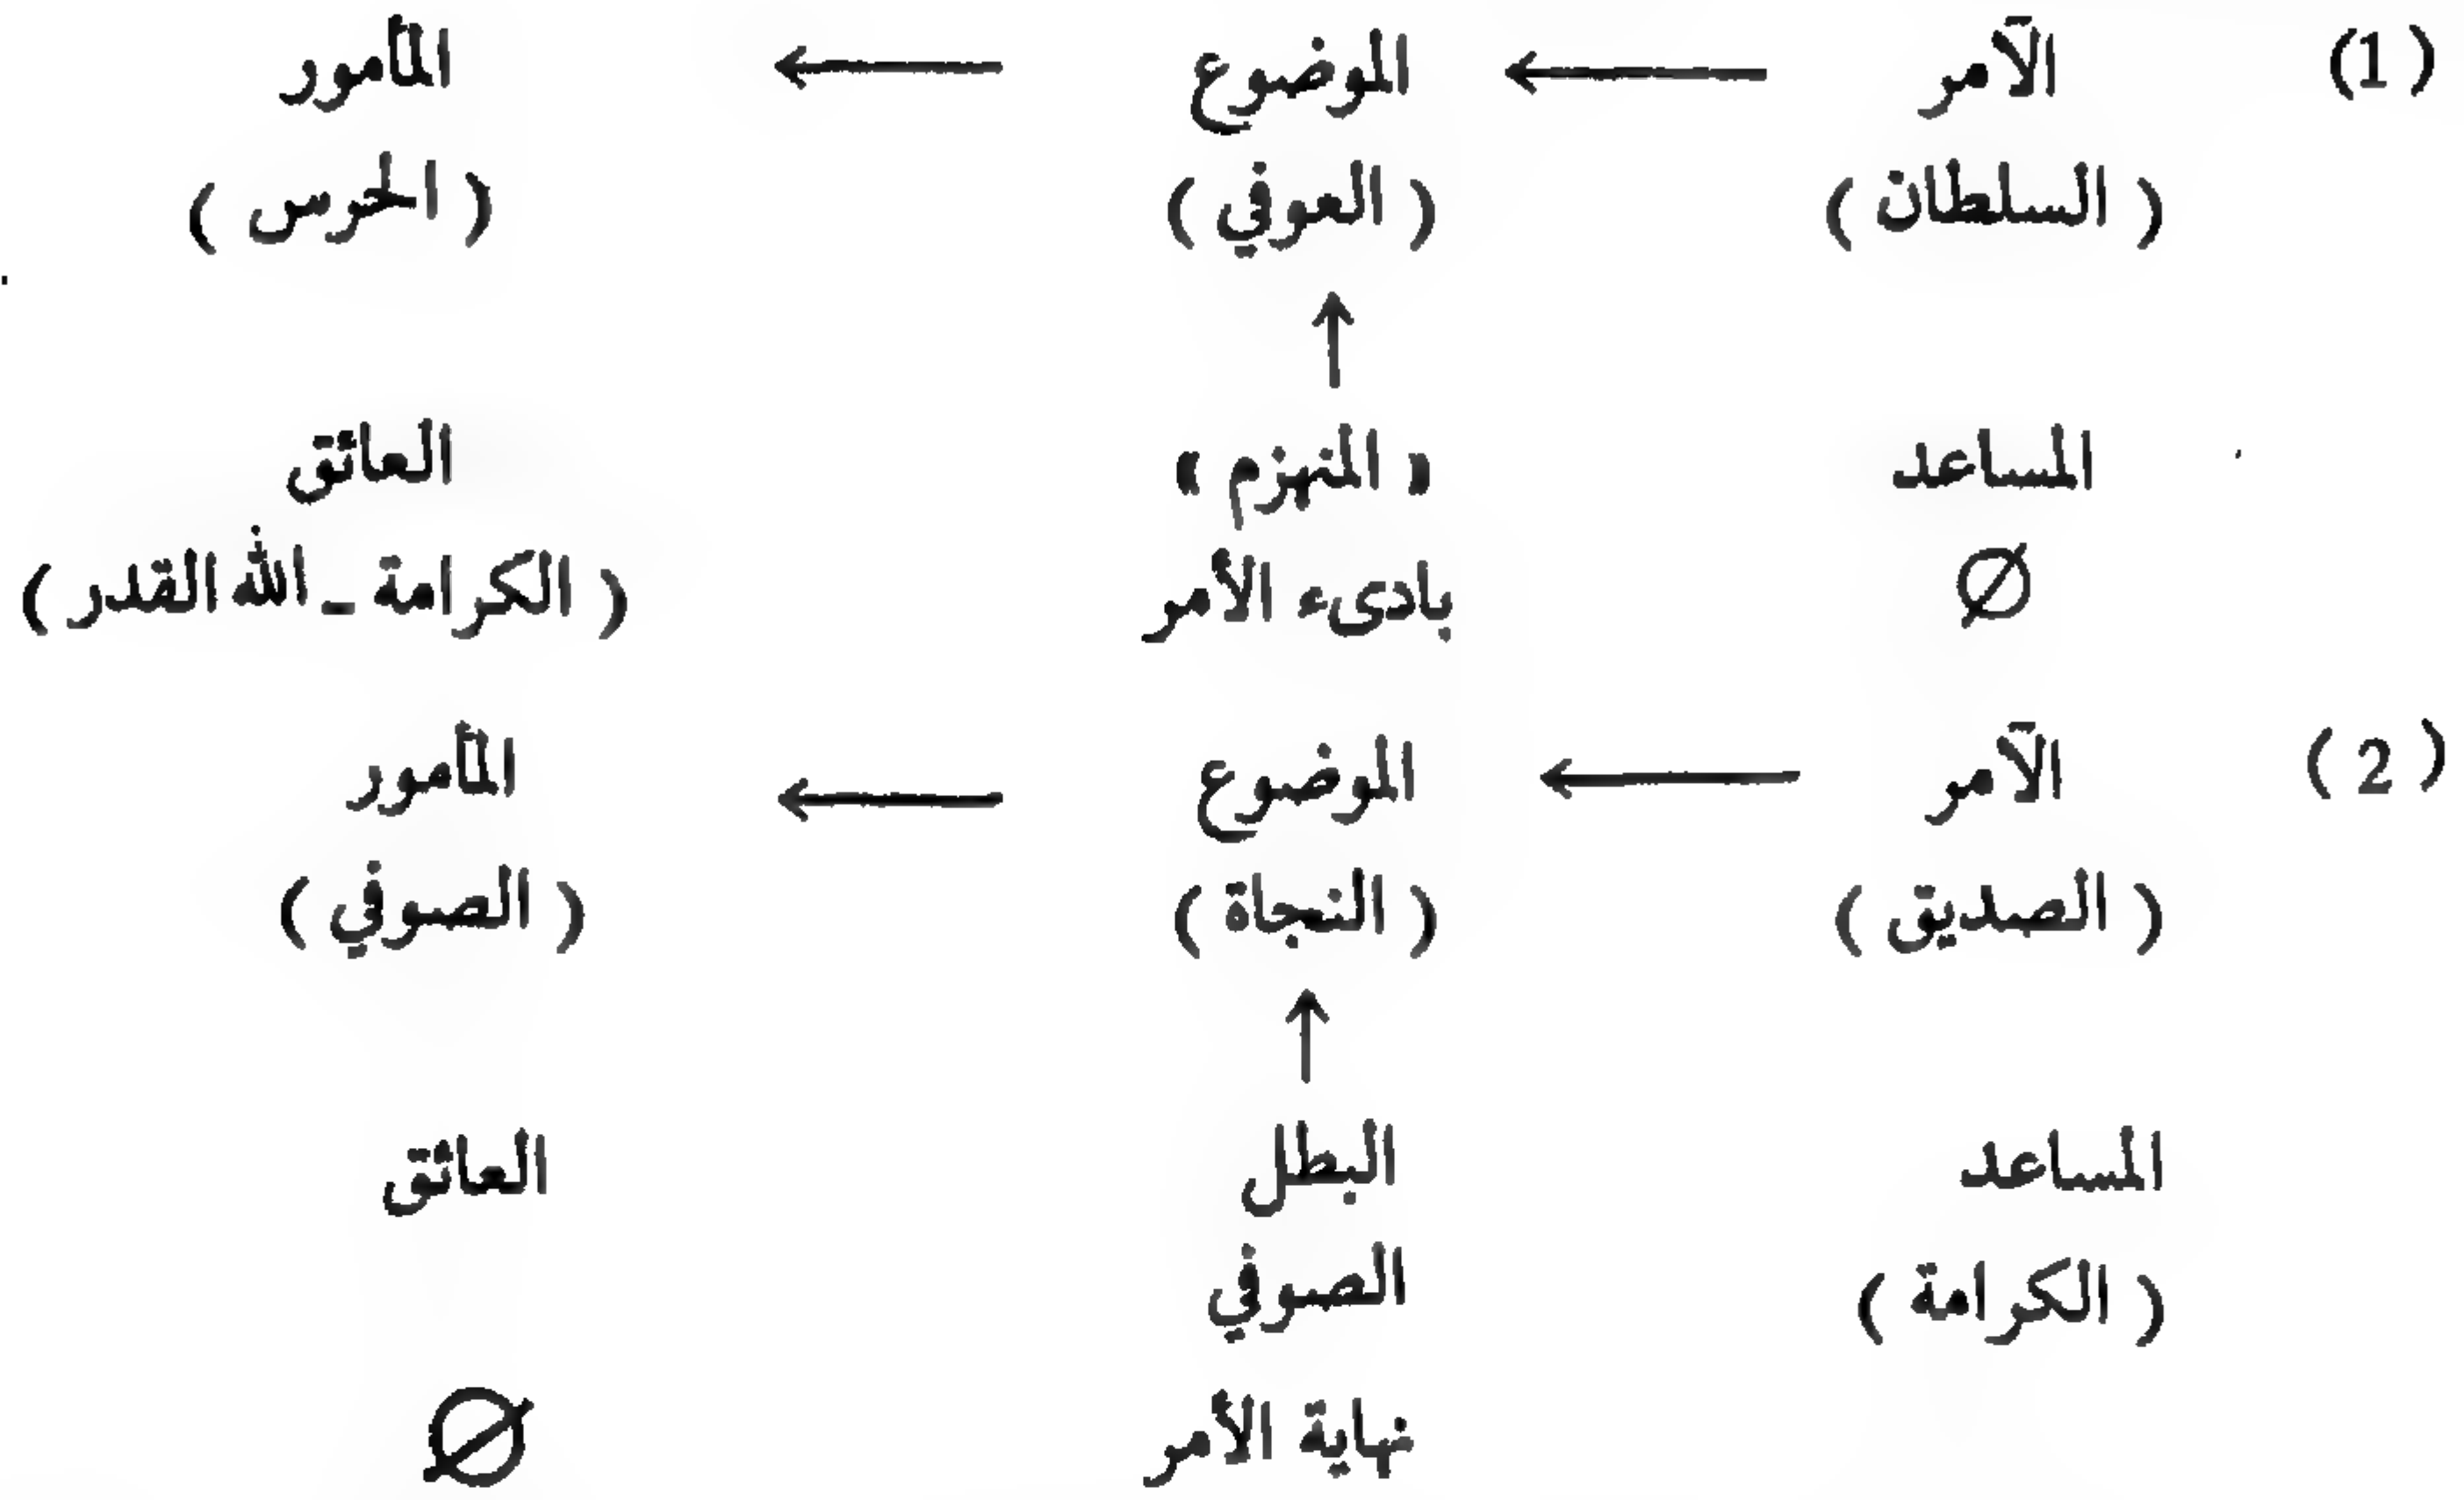 (1) الآمر ← الموضوع ← المأمور
( السلطان ) ( العوفي ) ( الحرس )
↑
المساعد « المنهزم » العائق
Ø بادىء الأمر ( الكرامة - الله القدر )
( 2 ) الآمر ← الموضوع ← المأمور
( الصديق ) ( النجاة ) ( الصوفي )
↑
المساعد البطل العائق
( الكرامة ) الصوفي
نهاية الأمر Ø